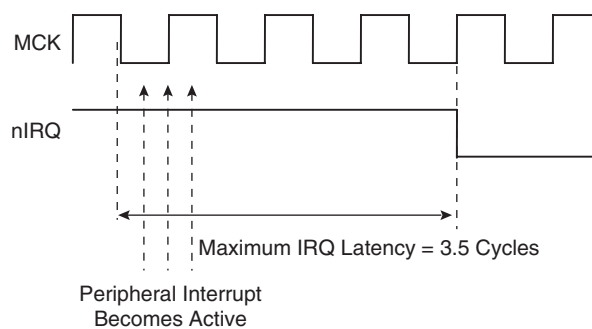 MCK
nIRQ
Maximum IRQ Latency = 3.5 Cycles
Peripheral Interrupt
Becomes Active